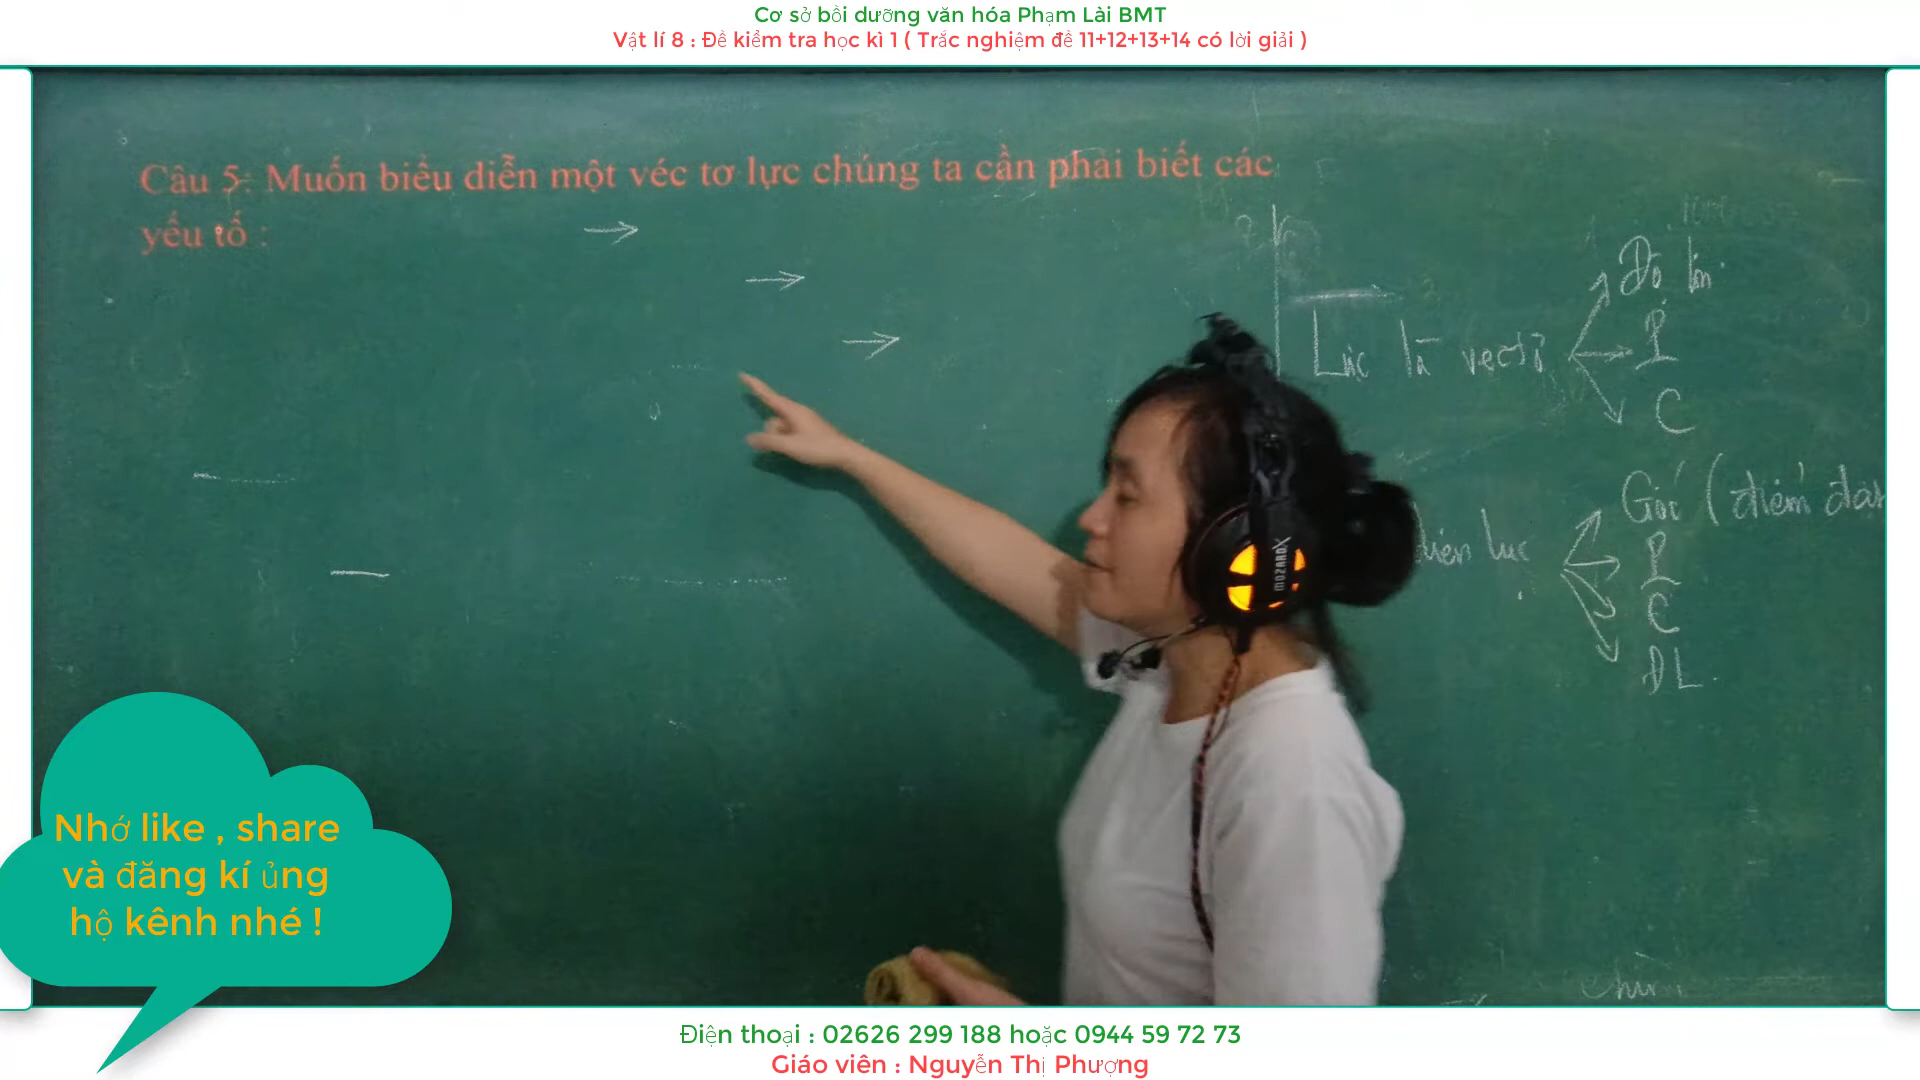 Cơ sở bồi dưỡng văn hóa Phạm Lài BMT
Vật lí 8 : Đề kiểm tra học kì 1 ( Trắc nghiệm đề 11+12+13+14 có lời giải )
Câu 5: Muốn biểu diễn một véc tơ lực chúng ta cần phải biết các
yếu tố :
Độ lớn
Lực là vectơ
P
C
Gốc ( điểm đặt
diễn lực
P
C
ĐL
Nhớ like , share
và đăng kí ủng
hộ kênh nhé !
MOZARDX
Điện thoại : 02626 299 188 hoặc 0944 59 72 73
Giáo viên : Nguyễn Thị Phượng